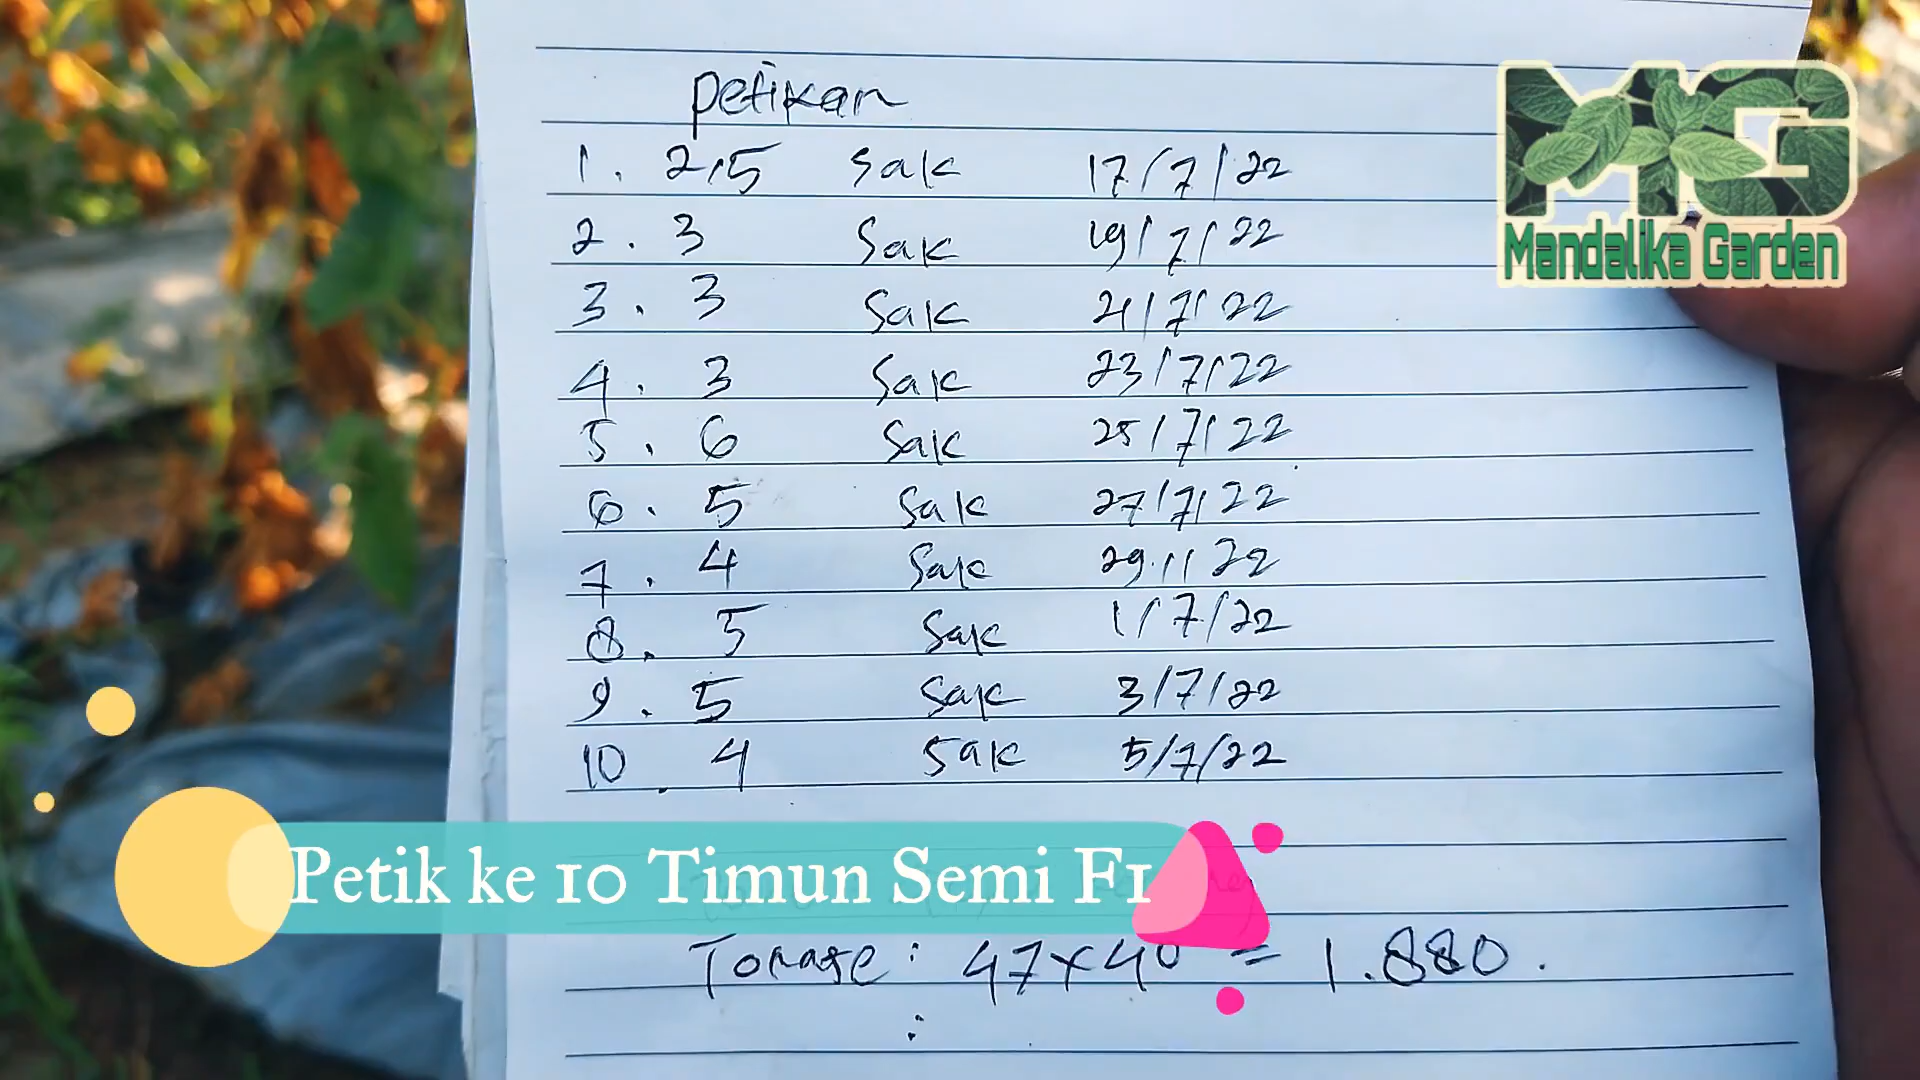 petikan
1. 2,5 Sak 17/7/22
2. 3 Sak 19/7/22
3. 3 Sak 21/7/22
4. 3 Sak 23/7/22
5. 6 Sak 25/7/22
6. 5 Sak 27/7/22
7. 4 Sak 29.11 22
8. 5 Sak 1/7/22
9. 5 Sak 3/7/22
10. 4 Sak 5/7/22
Tonase: 47x40 = 1.880.
:
MG
Mandalika Garden
Petik ke 10 Timun Semi F1